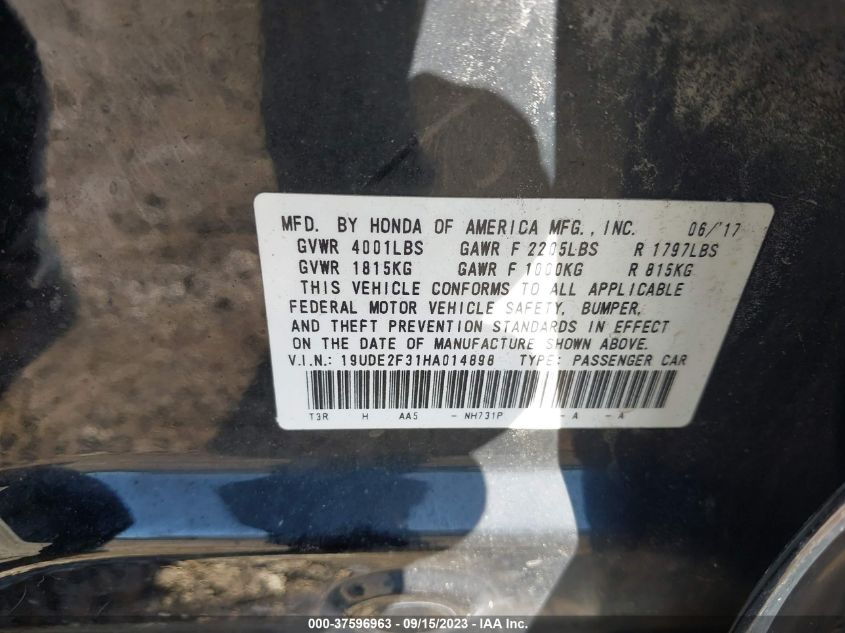 MFD. BY HONDA OF AMERICA MFG., INC. 06/'17
GVWR 4001LBS GAWR F 2205LBS R 1797LBS
GVWR 1815KG GAWR F 1000KG R 815KG
THIS VEHICLE CONFORMS TO ALL APPLICABLE
FEDERAL MOTOR VEHICLE SAFETY, BUMPER,
AND THEFT PREVENTION STANDARDS IN EFFECT
ON THE DATE OF MANUFACTURE SHOWN ABOVE.
V.I.N.: 19UDE2F31HA014898 TYPE: PASSENGER CAR
T3R H AA5 - NH731P - A - A
000-37596963 - 09/15/2023 - IAA Inc.